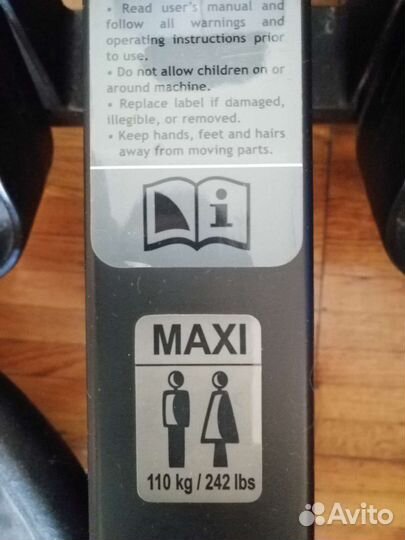 • Read user's manual and
follow all warnings and
operating instructions prior
to use.
• Do not allow children on or
around machine.
• Replace label if damaged,
illegible, or removed.
• Keep hands, feet and hairs
away from moving parts.
i
MAXI
110 kg / 242 lbs
Avito